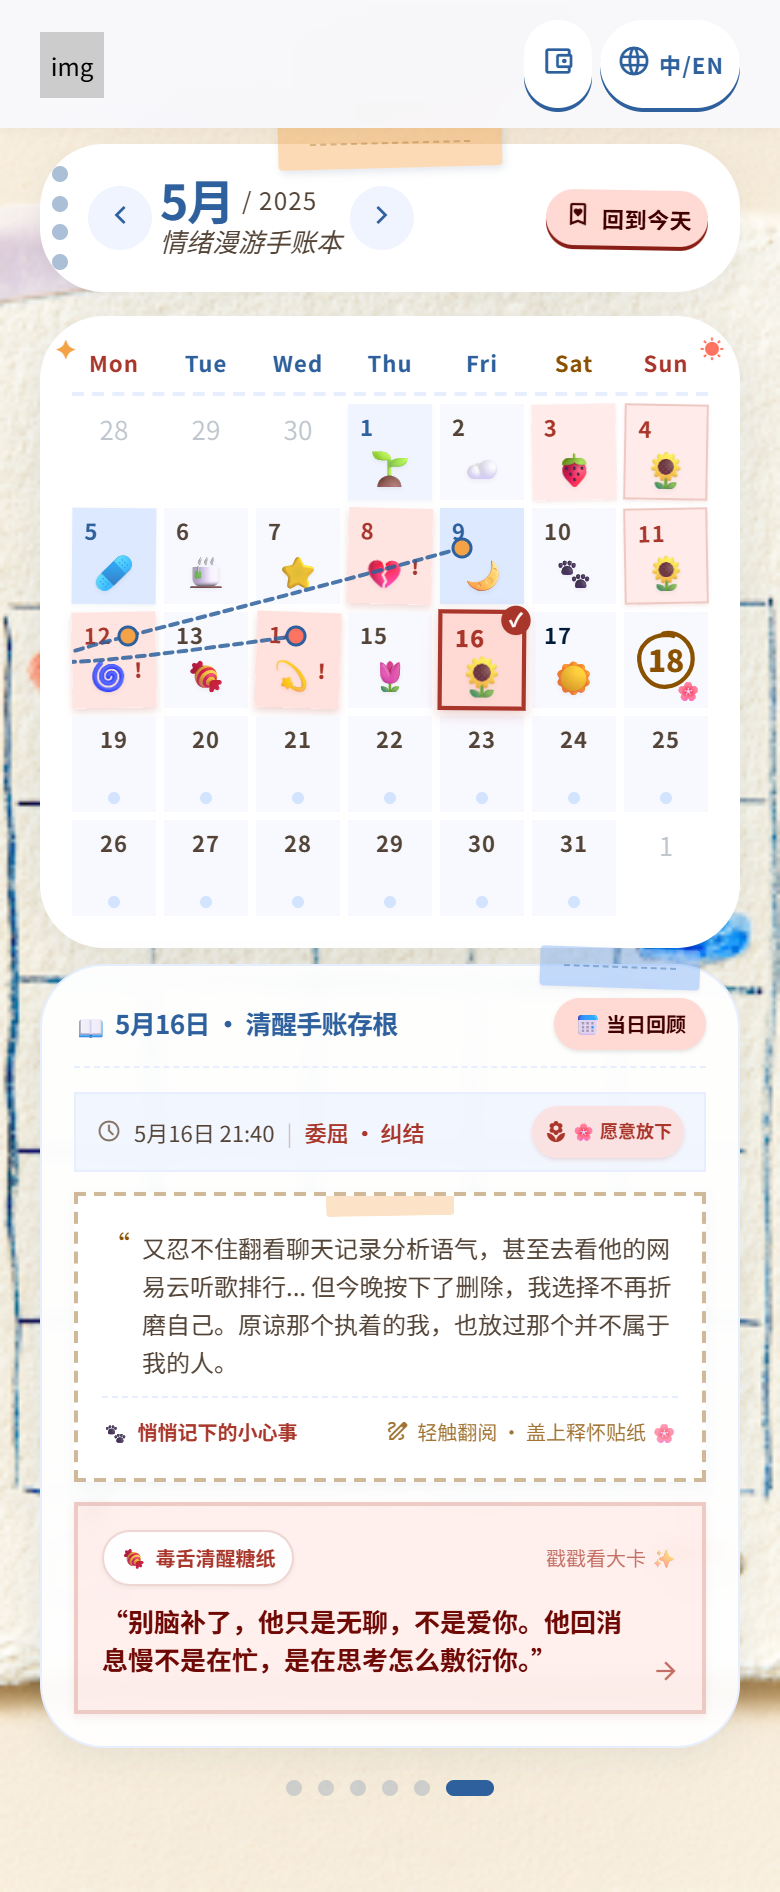 img
中/EN
5月 / 2025
情绪漫游手账本
回到今天
Mon Tue Wed Thu Fri Sat Sun
28 29 30 1 2 3 4
5 6 7 8 9 10 11
!
12 13 1 15 16 17 18
! !
19 20 21 22 23 24 25
26 27 28 29 30 31 1
5月16日 • 清醒手账存根
当日回顾
5月16日 21:40 | 委屈 • 纠结
愿意放下
“ 又忍不住翻看聊天记录分析语气，甚至去看他的网
易云听歌排行... 但今晚按下了删除，我选择不再折
磨自己。原谅那个执着的我，也放过那个并不属于
我的人。
悄悄记下的小心事
轻触翻阅 • 盖上释怀贴纸
毒舌清醒糖纸
戳戳看大卡
“别脑补了，他只是无聊，不是爱你。他回消
息慢不是在忙，是在思考怎么敷衍你。”